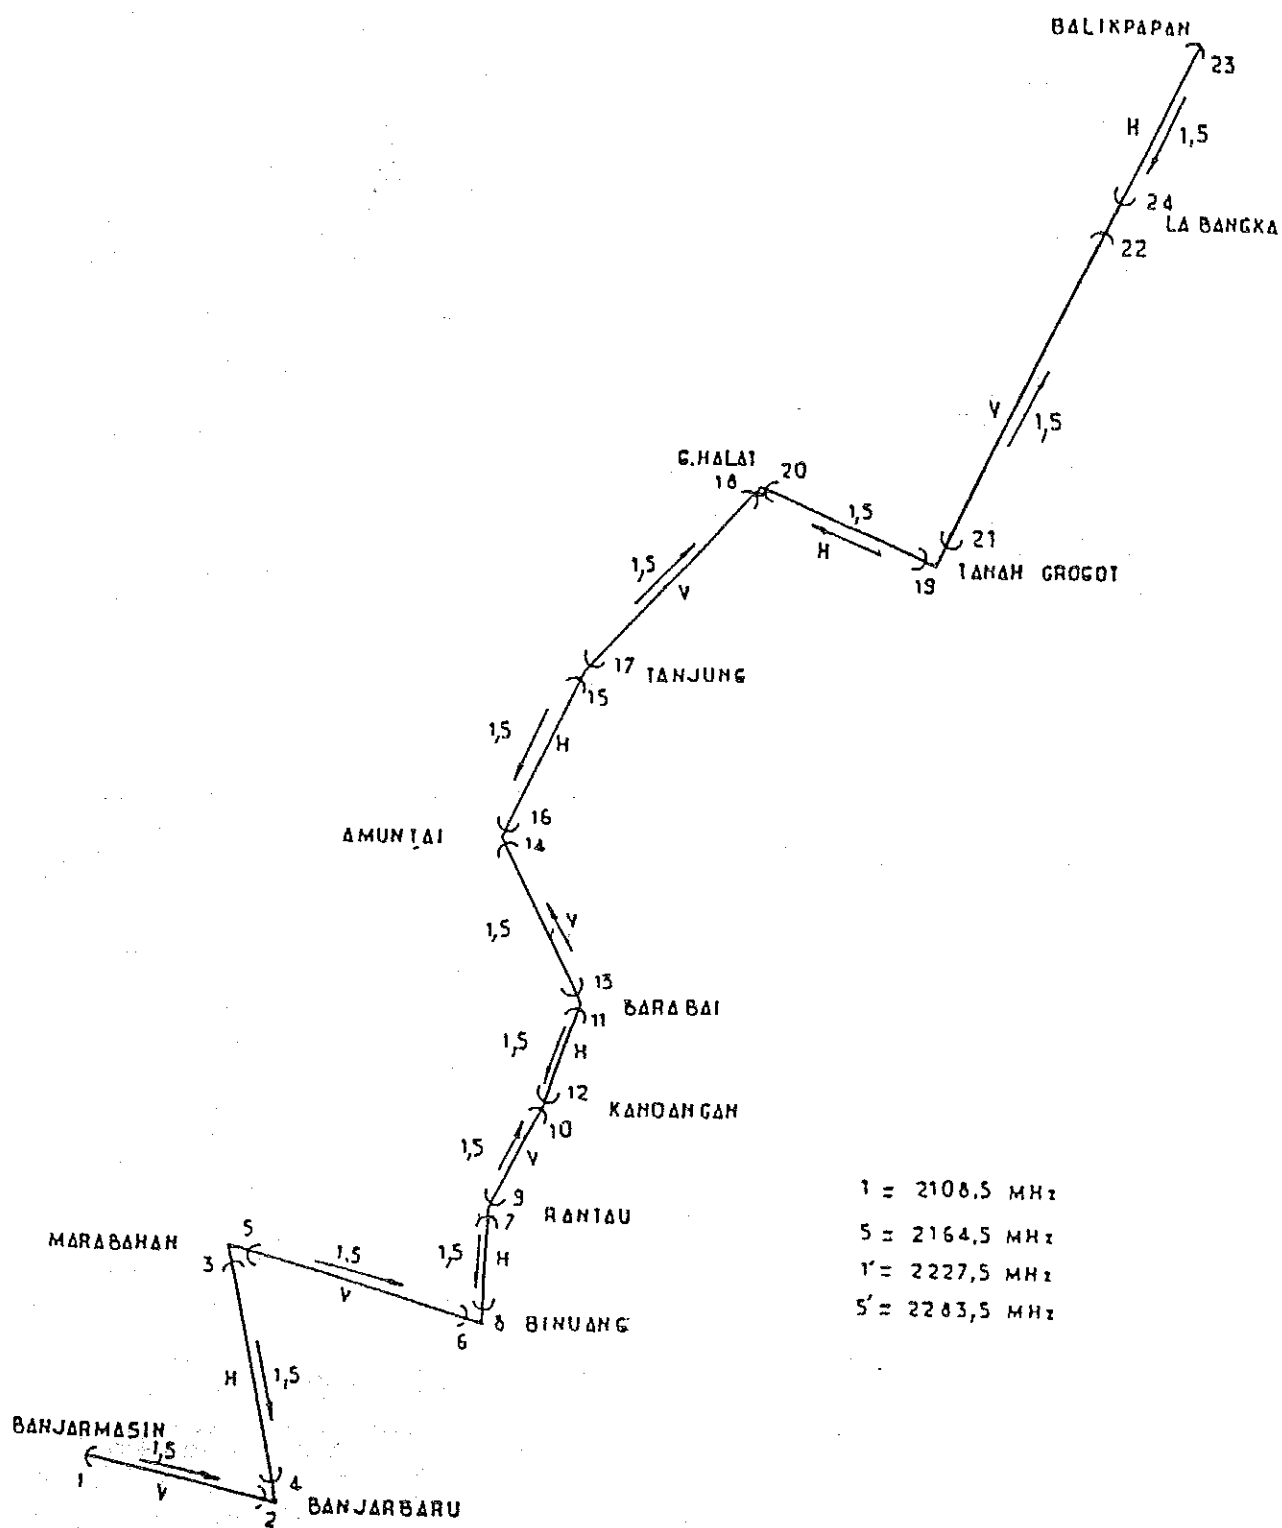 BALIKPAPAN
23
H
1,5
24
LA BANGKA
22
V
1,5
G.HALAT
18
20
1,5
H
21
19
TANAH GROGOT
1,5
V
17
TANJUNG
15
1,5
H
16
AMUNTAI
14
V
1,5
13
BARABAI
11
1,5
H
12
KANDANGAN
10
1,5
V
9
RANTAU
7
1 = 2108,5 MHz
5
MARABAHAN
3
1,5
V
1,5
H
5 = 2164,5 MHz
1' = 2227,5 MHz
5' = 2283,5 MHz
8
BINUANG
6
H
1,5
BANJARMASIN
1,5
1
V
4
BANJARBARU
2